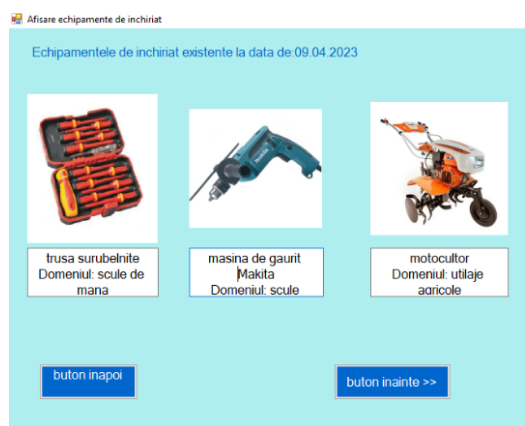 Afisare echipamente de inchiriat
Echipamentele de inchiriat existente la data de:09.04.2023
trusa surubelnite
Domeniul: scule de
mana
masina de gaurit
Makita
Domeniul: scule
motocultor
Domeniul: utilaje
agricole
buton inapoi
buton inainte >>